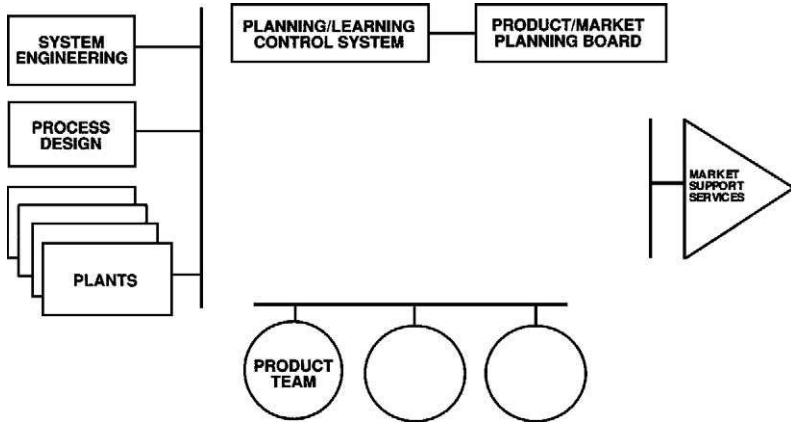 SYSTEM
ENGINEERING
PLANNING/LEARNING
CONTROL SYSTEM
PRODUCT/MARKET
PLANNING BOARD
PROCESS
DESIGN
MARKET
SUPPORT
SERVICES
PLANTS
PRODUCT
TEAM